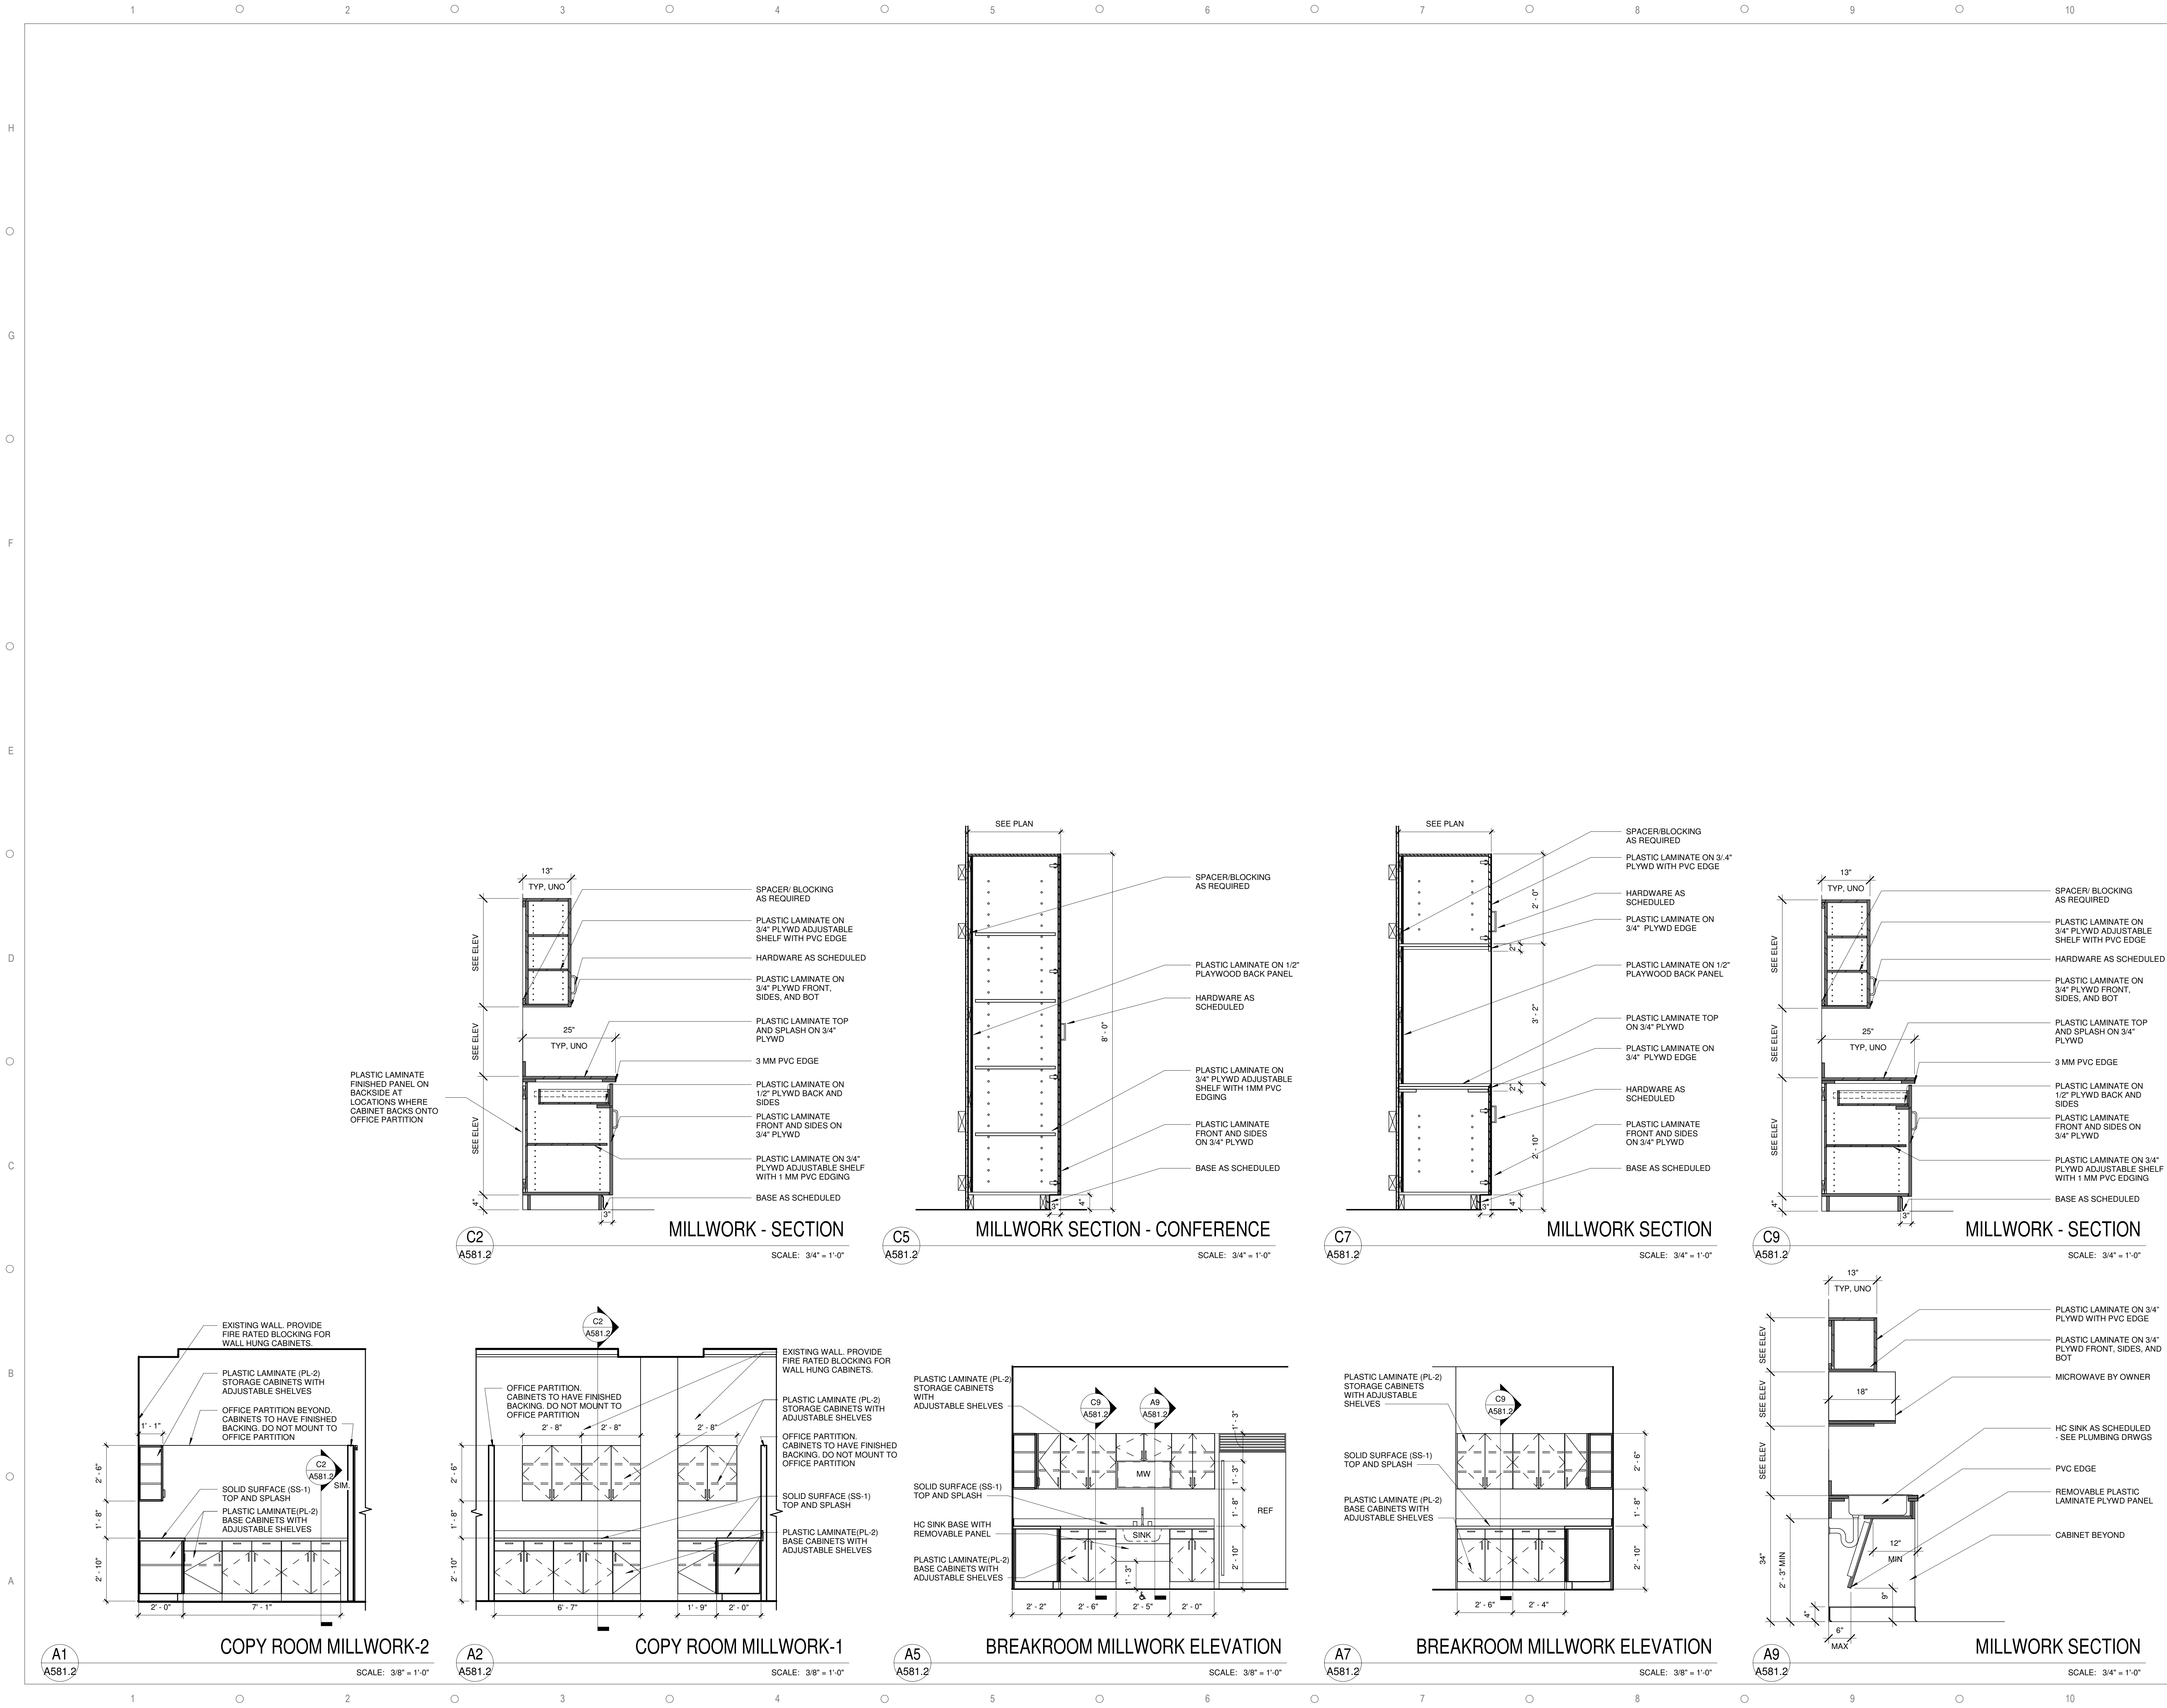 1 2 3 4 5 6 7 8 9 10
H
G
F
E
D
C
B
A
13"
TYP, UNO
SEE ELEV
SEE ELEV
SEE ELEV
4"
25"
TYP, UNO
3"
PLASTIC LAMINATE
FINISHED PANEL ON
BACKSIDE AT
LOCATIONS WHERE
CABINET BACKS ONTO
OFFICE PARTITION
SPACER/ BLOCKING
AS REQUIRED
PLASTIC LAMINATE ON
3/4" PLYWD ADJUSTABLE
SHELF WITH PVC EDGE
HARDWARE AS SCHEDULED
PLASTIC LAMINATE ON
3/4" PLYWD FRONT,
SIDES, AND BOT
PLASTIC LAMINATE TOP
AND SPLASH ON 3/4"
PLYWD
3 MM PVC EDGE
PLASTIC LAMINATE ON
1/2" PLYWD BACK AND
SIDES
PLASTIC LAMINATE
FRONT AND SIDES ON
3/4" PLYWD
PLASTIC LAMINATE ON 3/4"
PLYWD ADJUSTABLE SHELF
WITH 1 MM PVC EDGING
BASE AS SCHEDULED
C2
A581.2
MILLWORK - SECTION
SCALE: 3/4" = 1'-0"
SEE PLAN
8' - 0"
3"
4"
SPACER/BLOCKING
AS REQUIRED
PLASTIC LAMINATE ON 1/2"
PLAYWOOD BACK PANEL
HARDWARE AS
SCHEDULED
PLASTIC LAMINATE ON
3/4" PLYWD ADJUSTABLE
SHELF WITH 1MM PVC
EDGING
PLASTIC LAMINATE
FRONT AND SIDES
ON 3/4" PLYWD
BASE AS SCHEDULED
C5
A581.2
MILLWORK SECTION - CONFERENCE
SCALE: 3/4" = 1'-0"
SEE PLAN
2' - 0"
2"
3' - 2"
2"
2' - 10"
3"
4"
SPACER/BLOCKING
AS REQUIRED
PLASTIC LAMINATE ON 3/.4"
PLYWD WITH PVC EDGE
HARDWARE AS
SCHEDULED
PLASTIC LAMINATE ON
3/4" PLYWD EDGE
PLASTIC LAMINATE ON 1/2"
PLAYWOOD BACK PANEL
PLASTIC LAMINATE TOP
ON 3/4" PLYWD
PLASTIC LAMINATE ON
3/4" PLYWD EDGE
HARDWARE AS
SCHEDULED
PLASTIC LAMINATE
FRONT AND SIDES
ON 3/4" PLYWD
BASE AS SCHEDULED
C7
A581.2
MILLWORK SECTION
SCALE: 3/4" = 1'-0"
13"
TYP, UNO
SEE ELEV
SEE ELEV
SEE ELEV
4"
25"
TYP, UNO
3"
SPACER/ BLOCKING
AS REQUIRED
PLASTIC LAMINATE ON
3/4" PLYWD ADJUSTABLE
SHELF WITH PVC EDGE
HARDWARE AS SCHEDULED
PLASTIC LAMINATE ON
3/4" PLYWD FRONT,
SIDES, AND BOT
PLASTIC LAMINATE TOP
AND SPLASH ON 3/4"
PLYWD
3 MM PVC EDGE
PLASTIC LAMINATE ON
1/2" PLYWD BACK AND
SIDES
PLASTIC LAMINATE
FRONT AND SIDES ON
3/4" PLYWD
PLASTIC LAMINATE ON 3/4"
PLYWD ADJUSTABLE SHELF
WITH 1 MM PVC EDGING
BASE AS SCHEDULED
C9
A581.2
MILLWORK - SECTION
SCALE: 3/4" = 1'-0"
EXISTING WALL. PROVIDE
FIRE RATED BLOCKING FOR
WALL HUNG CABINETS.
PLASTIC LAMINATE (PL-2)
STORAGE CABINETS WITH
ADJUSTABLE SHELVES
OFFICE PARTITION BEYOND.
CABINETS TO HAVE FINISHED
BACKING. DO NOT MOUNT TO
OFFICE PARTITION
1' - 1"
C2
A581.2
SIM.
SOLID SURFACE (SS-1)
TOP AND SPLASH
PLASTIC LAMINATE(PL-2)
BASE CABINETS WITH
ADJUSTABLE SHELVES
2' - 6"
1' - 8"
2' - 10"
2' - 0"
7' - 1"
A1
A581.2
COPY ROOM MILLWORK-2
SCALE: 3/8" = 1'-0"
C2
A581.2
OFFICE PARTITION.
CABINETS TO HAVE FINISHED
BACKING. DO NOT MOUNT TO
OFFICE PARTITION
2' - 8"
2' - 8"
2' - 8"
2' - 6"
1' - 8"
2' - 10"
6' - 7"
1' - 9"
2' - 0"
EXISTING WALL. PROVIDE
FIRE RATED BLOCKING FOR
WALL HUNG CABINETS.
PLASTIC LAMINATE (PL-2)
STORAGE CABINETS WITH
ADJUSTABLE SHELVES
OFFICE PARTITION.
CABINETS TO HAVE FINISHED
BACKING. DO NOT MOUNT TO
OFFICE PARTITION
SOLID SURFACE (SS-1)
TOP AND SPLASH
PLASTIC LAMINATE(PL-2)
BASE CABINETS WITH
ADJUSTABLE SHELVES
A2
A581.2
COPY ROOM MILLWORK-1
SCALE: 3/8" = 1'-0"
PLASTIC LAMINATE (PL-2)
STORAGE CABINETS
WITH
ADJUSTABLE SHELVES
SOLID SURFACE (SS-1)
TOP AND SPLASH
HC SINK BASE WITH
REMOVABLE PANEL
PLASTIC LAMINATE(PL-2)
BASE CABINETS WITH
ADJUSTABLE SHELVES
C9
A581.2
A9
A581.2
MW
SINK
REF
1' - 3"
1' - 3"
1' - 8"
2' - 10"
1' - 3"
2' - 2"
2' - 6"
2' - 5"
2' - 0"
A5
A581.2
BREAKROOM MILLWORK ELEVATION
SCALE: 3/8" = 1'-0"
PLASTIC LAMINATE (PL-2)
STORAGE CABINETS
WITH ADJUSTABLE
SHELVES
SOLID SURFACE (SS-1)
TOP AND SPLASH
PLASTIC LAMINATE (PL-2)
BASE CABINETS WITH
ADJUSTABLE SHELVES
C9
A581.2
2' - 6"
1' - 8"
2' - 10"
2' - 6"
2' - 4"
A7
A581.2
BREAKROOM MILLWORK ELEVATION
SCALE: 3/8" = 1'-0"
13"
TYP, UNO
SEE ELEV
SEE ELEV
SEE ELEV
18"
34"
2' - 3" MIN
4"
12"
MIN
9"
6"
MAX
PLASTIC LAMINATE ON 3/4"
PLYWD WITH PVC EDGE
PLASTIC LAMINATE ON 3/4"
PLYWD FRONT, SIDES, AND
BOT
MICROWAVE BY OWNER
HC SINK AS SCHEDULED
- SEE PLUMBING DRWGS
PVC EDGE
REMOVABLE PLASTIC
LAMINATE PLYWD PANEL
CABINET BEYOND
A9
A581.2
MILLWORK SECTION
SCALE: 3/4" = 1'-0"
1 2 3 4 5 6 7 8 9 10